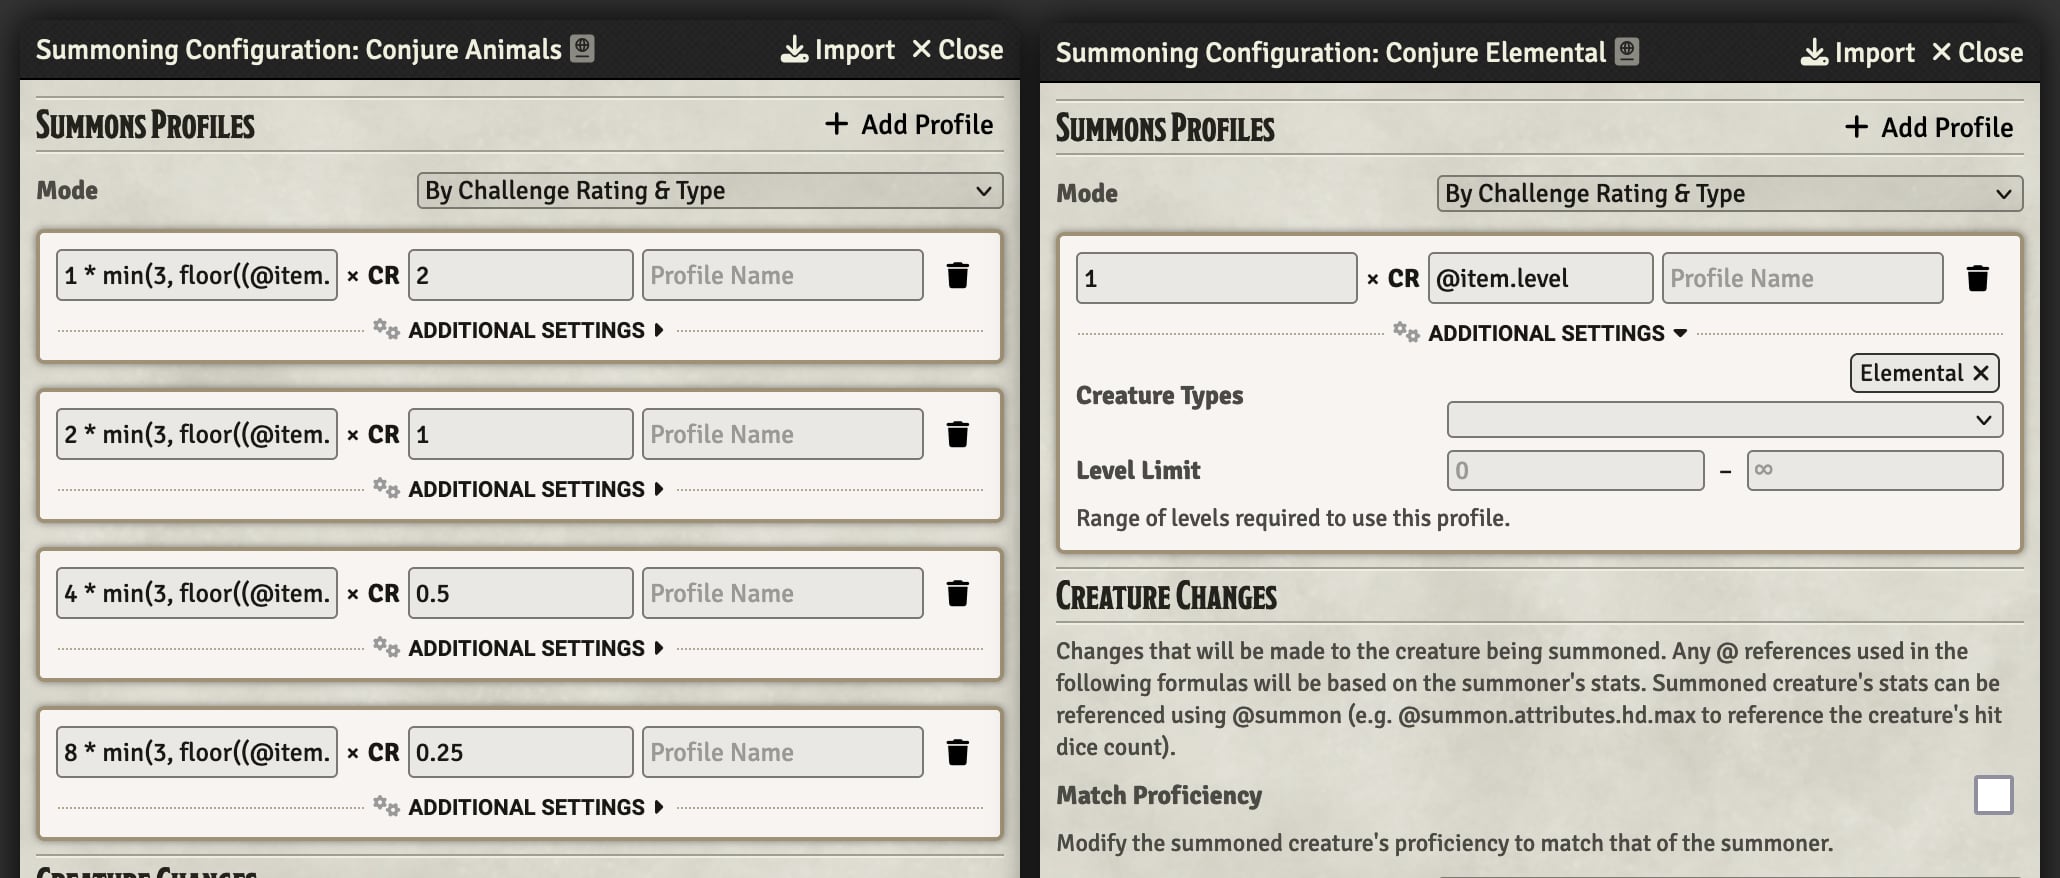 Summoning Configuration: Conjure Animals Import × Close
SUMMONS PROFILES + Add Profile
Mode By Challenge Rating & Type
1 * min(3, floor((@item. × CR 2 Profile Name
ADDITIONAL SETTINGS
2 * min(3, floor((@item. × CR 1 Profile Name
ADDITIONAL SETTINGS
4 * min(3, floor((@item. × CR 0.5 Profile Name
ADDITIONAL SETTINGS
8 * min(3, floor((@item. × CR 0.25 Profile Name
ADDITIONAL SETTINGS
CREATURE CHANGES
Summoning Configuration: Conjure Elemental Import × Close
SUMMONS PROFILES + Add Profile
Mode By Challenge Rating & Type
1 × CR @item.level Profile Name
ADDITIONAL SETTINGS
Elemental ×
Creature Types
Level Limit 0 – ∞
Range of levels required to use this profile.
CREATURE CHANGES
Changes that will be made to the creature being summoned. Any @ references used in the
following formulas will be based on the summoner's stats. Summoned creature's stats can be
referenced using @summon (e.g. @summon.attributes.hd.max to reference the creature's hit
dice count).
Match Proficiency
Modify the summoned creature's proficiency to match that of the summoner.